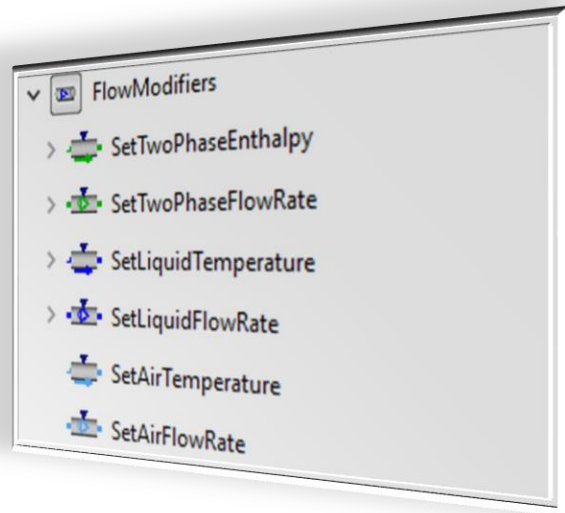 FlowModifiers
SetTwoPhaseEnthalpy
SetTwoPhaseFlowRate
SetLiquidTemperature
SetLiquidFlowRate
SetAirTemperature
SetAirFlowRate